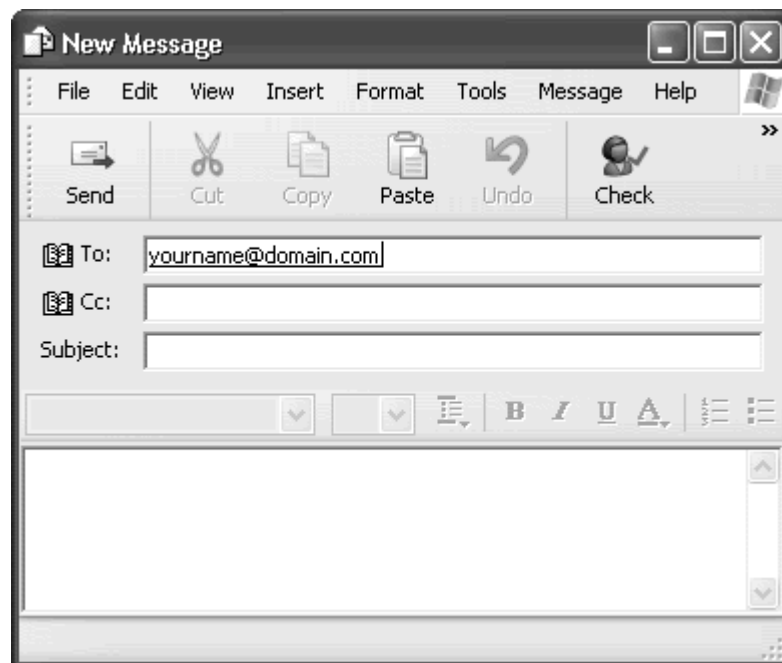 New Message
File Edit View Insert Format Tools Message Help
»
Send Cut Copy Paste Undo Check
To: yourname@domain.com
Cc:
Subject:
B I U A